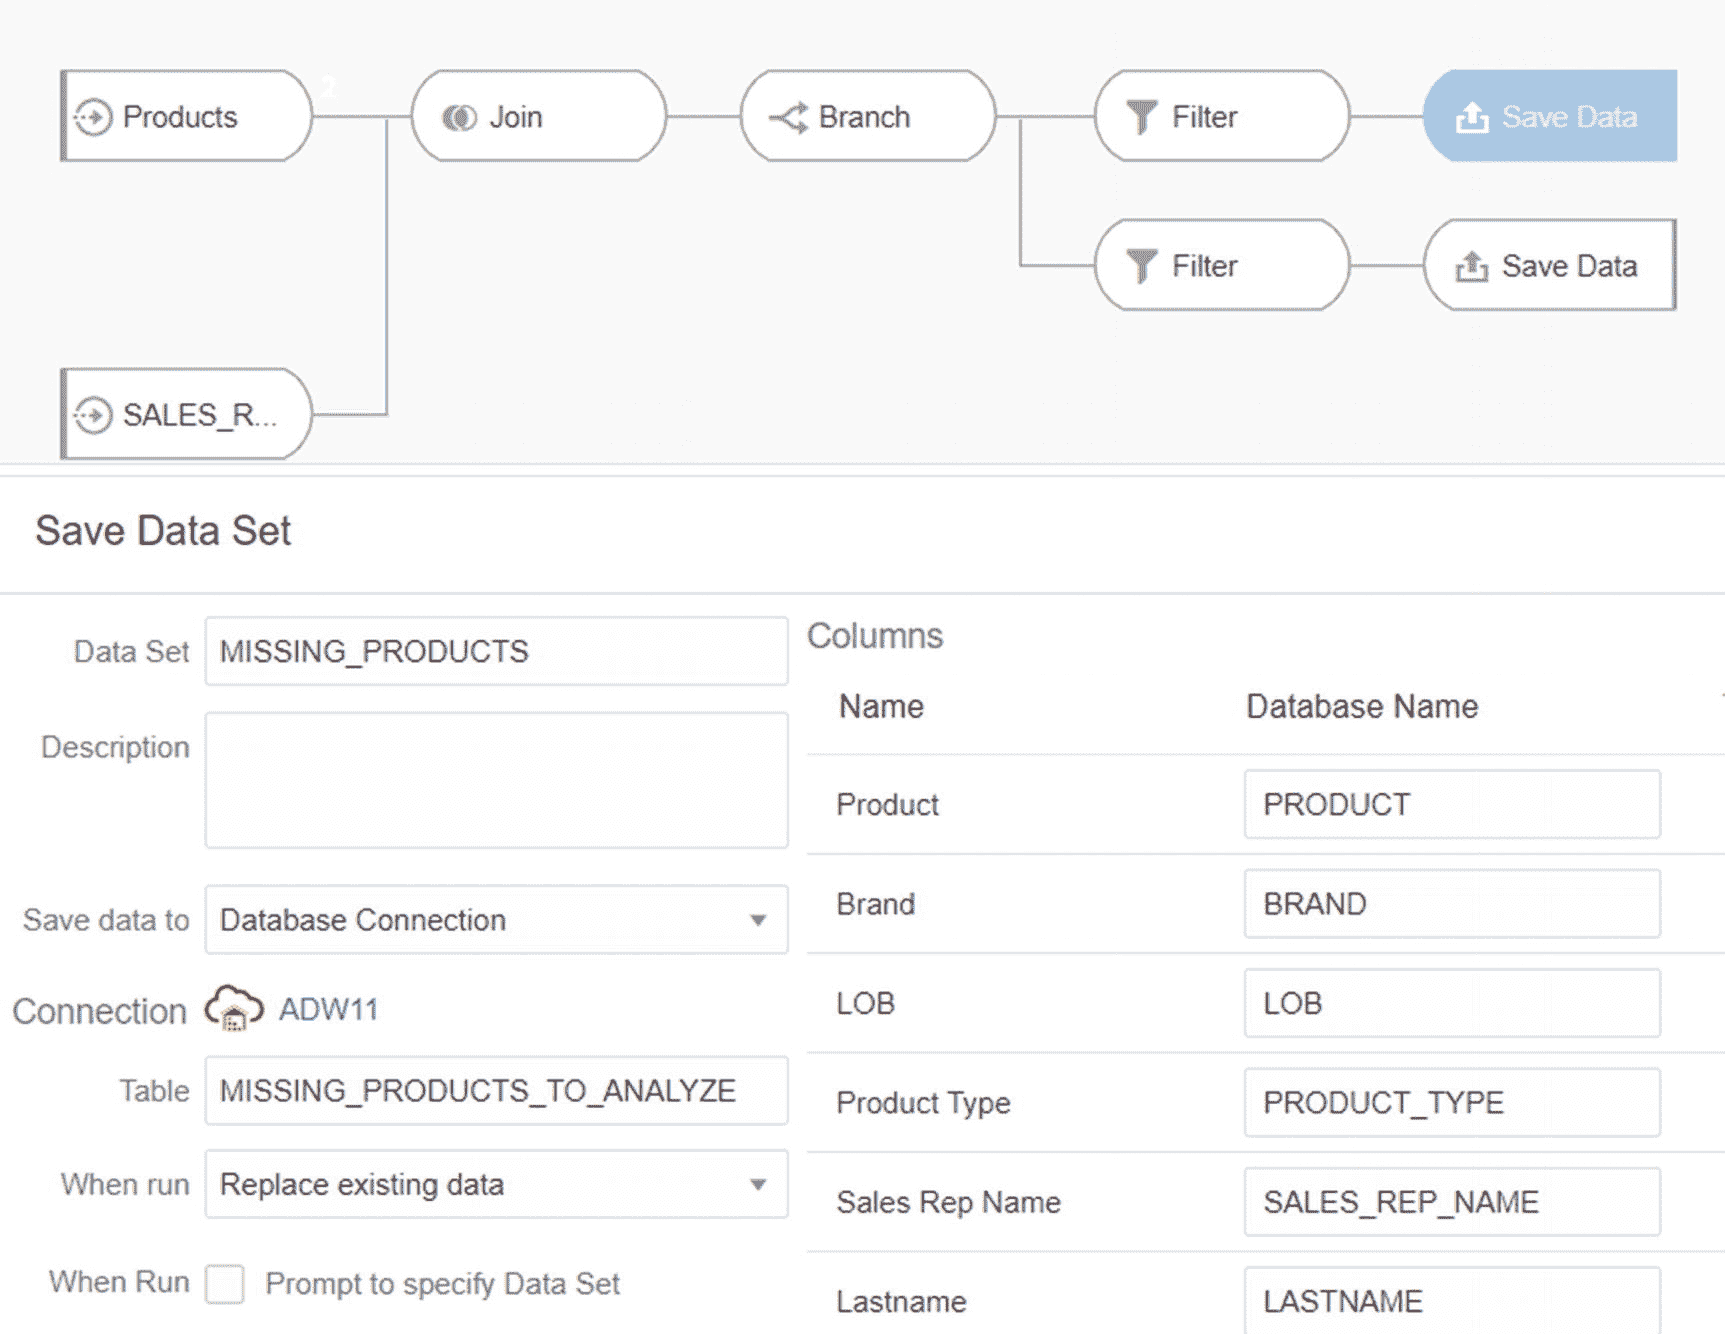 2
Products
Join
Branch
Filter
Save Data
Filter
Save Data
SALES_R...
Save Data Set
Data Set MISSING_PRODUCTS
Description
Save data to Database Connection
Connection ADW11
Table MISSING_PRODUCTS_TO_ANALYZE
When run Replace existing data
When Run Prompt to specify Data Set
Columns
Name Database Name
Product PRODUCT
Brand BRAND
LOB LOB
Product Type PRODUCT_TYPE
Sales Rep Name SALES_REP_NAME
Lastname LASTNAME